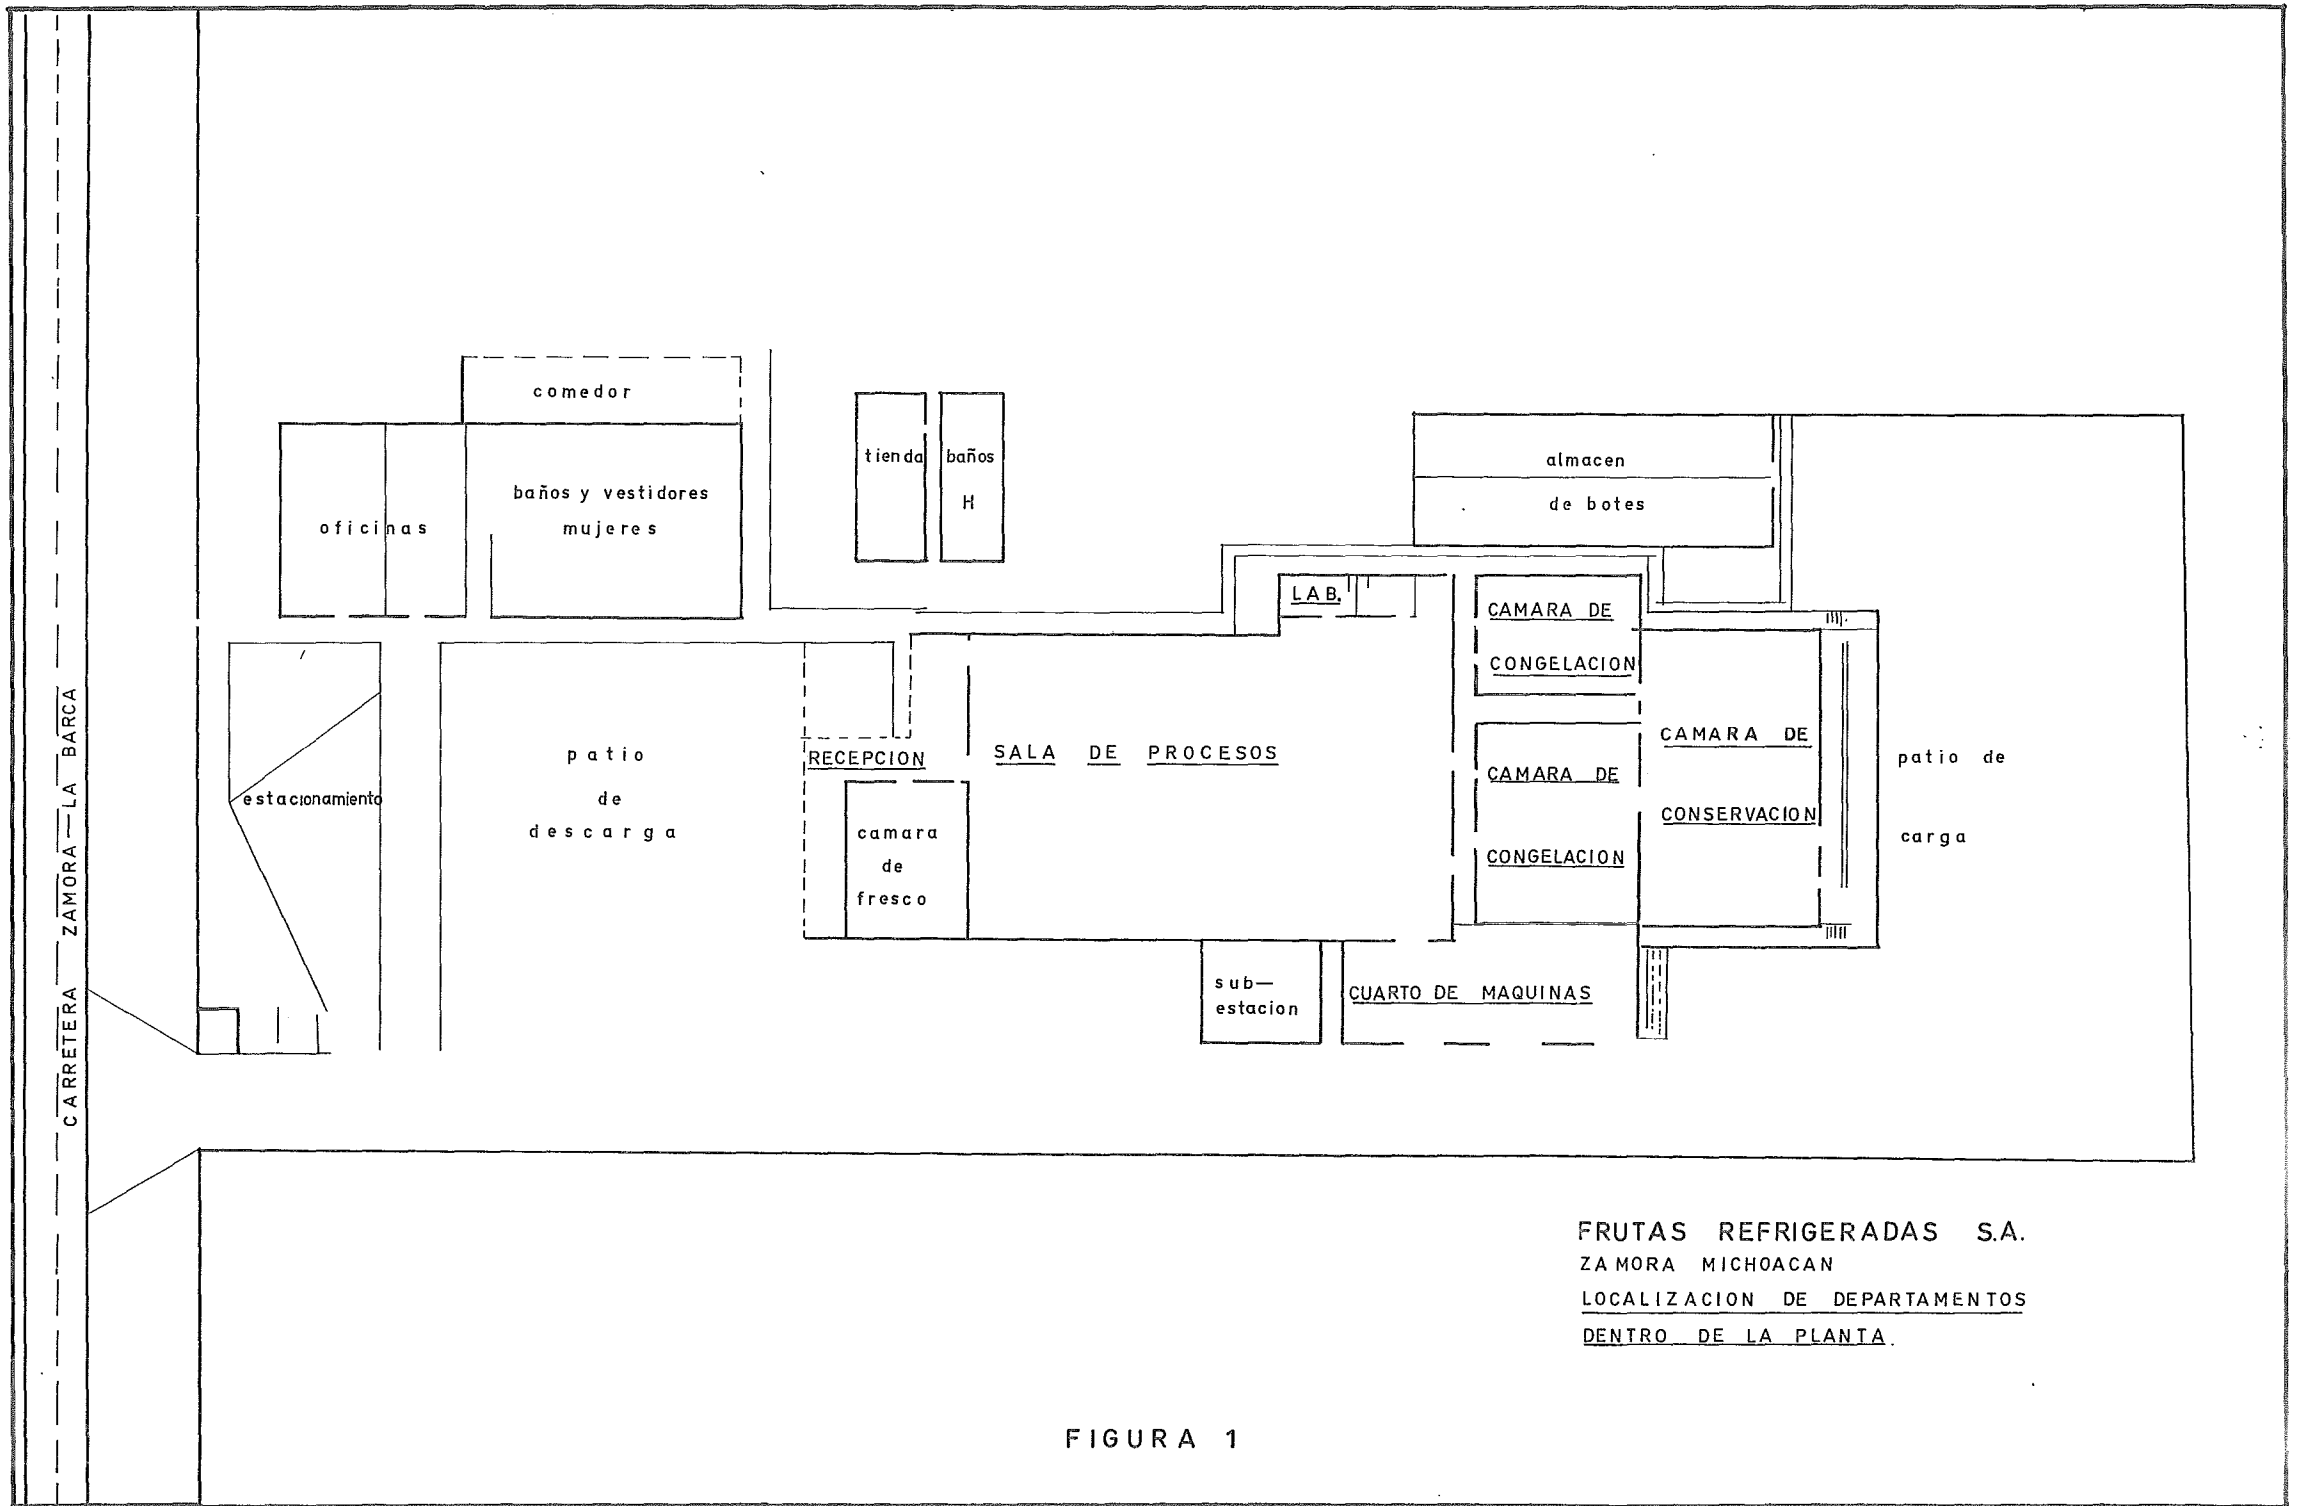 CARRETERA ZAMORA—LA BARCA
comedor
oficinas
baños y vestidores
mujeres
tienda
baños
H
almacen
de botes
LAB.
CAMARA DE
CONGELACION
estacionamiento
patio
de
descarga
RECEPCION
camara
de
fresco
SALA DE PROCESOS
CAMARA DE
CONGELACION
CAMARA DE
CONSERVACION
patio de
carga
sub—
estacion
CUARTO DE MAQUINAS
FRUTAS REFRIGERADAS S.A.
ZAMORA MICHOACAN
LOCALIZACION DE DEPARTAMENTOS
DENTRO DE LA PLANTA.
FIGURA 1